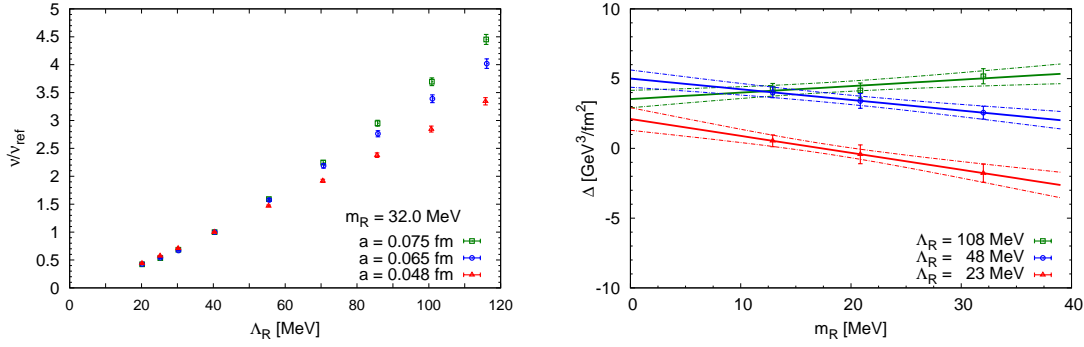 ν/ν_ref
5
4.5
4
3.5
3
2.5
2
1.5
1
0.5
0
m_R = 32.0 MeV
a = 0.075 fm
a = 0.065 fm
a = 0.048 fm
0 20 40 60 80 100 120
Λ_R [MeV]
Δ [GeV³/fm²]
10
5
0
-5
-10
Λ_R = 108 MeV
Λ_R = 48 MeV
Λ_R = 23 MeV
0 10 20 30 40
m_R [MeV]